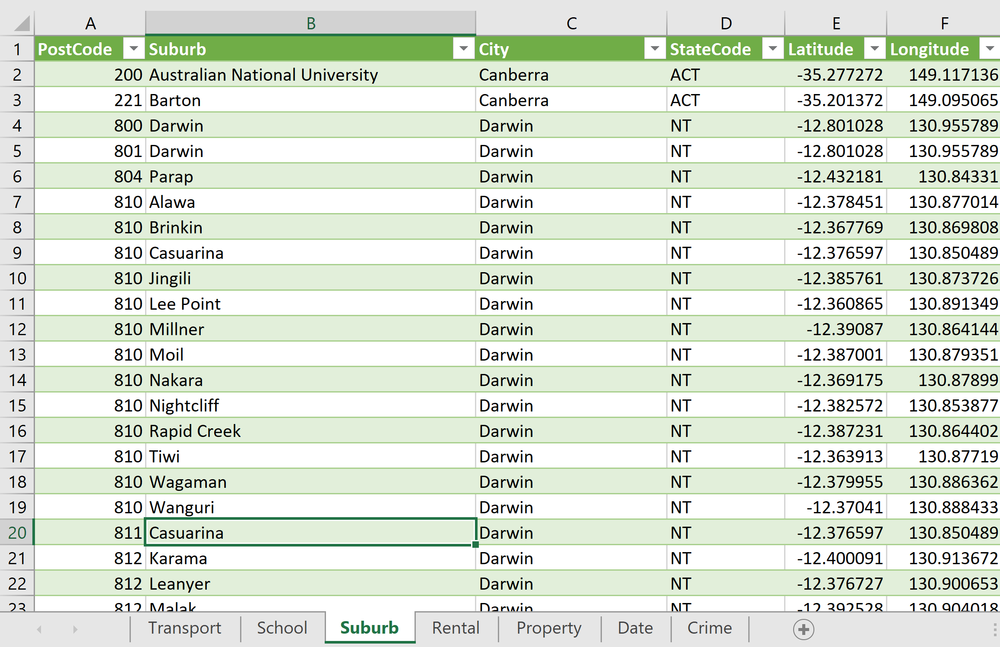 A B C D E F
1 PostCode Suburb City StateCode Latitude Longitude
2 200 Australian National University Canberra ACT -35.277272 149.117136
3 221 Barton Canberra ACT -35.201372 149.095065
4 800 Darwin Darwin NT -12.801028 130.955789
5 801 Darwin Darwin NT -12.801028 130.955789
6 804 Parap Darwin NT -12.432181 130.84331
7 810 Alawa Darwin NT -12.378451 130.877014
8 810 Brinkin Darwin NT -12.367769 130.869808
9 810 Casuarina Darwin NT -12.376597 130.850489
10 810 Jingili Darwin NT -12.385761 130.873726
11 810 Lee Point Darwin NT -12.360865 130.891349
12 810 Millner Darwin NT -12.39087 130.864144
13 810 Moil Darwin NT -12.387001 130.879351
14 810 Nakara Darwin NT -12.369175 130.87899
15 810 Nightcliff Darwin NT -12.382572 130.853877
16 810 Rapid Creek Darwin NT -12.387231 130.864402
17 810 Tiwi Darwin NT -12.363913 130.87719
18 810 Wagaman Darwin NT -12.379955 130.886362
19 810 Wanguri Darwin NT -12.37041 130.888433
20 811 Casuarina Darwin NT -12.376597 130.850489
21 812 Karama Darwin NT -12.400091 130.913672
22 812 Leanyer Darwin NT -12.376727 130.900653
23 812 Malak Darwin NT -12.392528 130.904018
Transport School Suburb Rental Property Date Crime